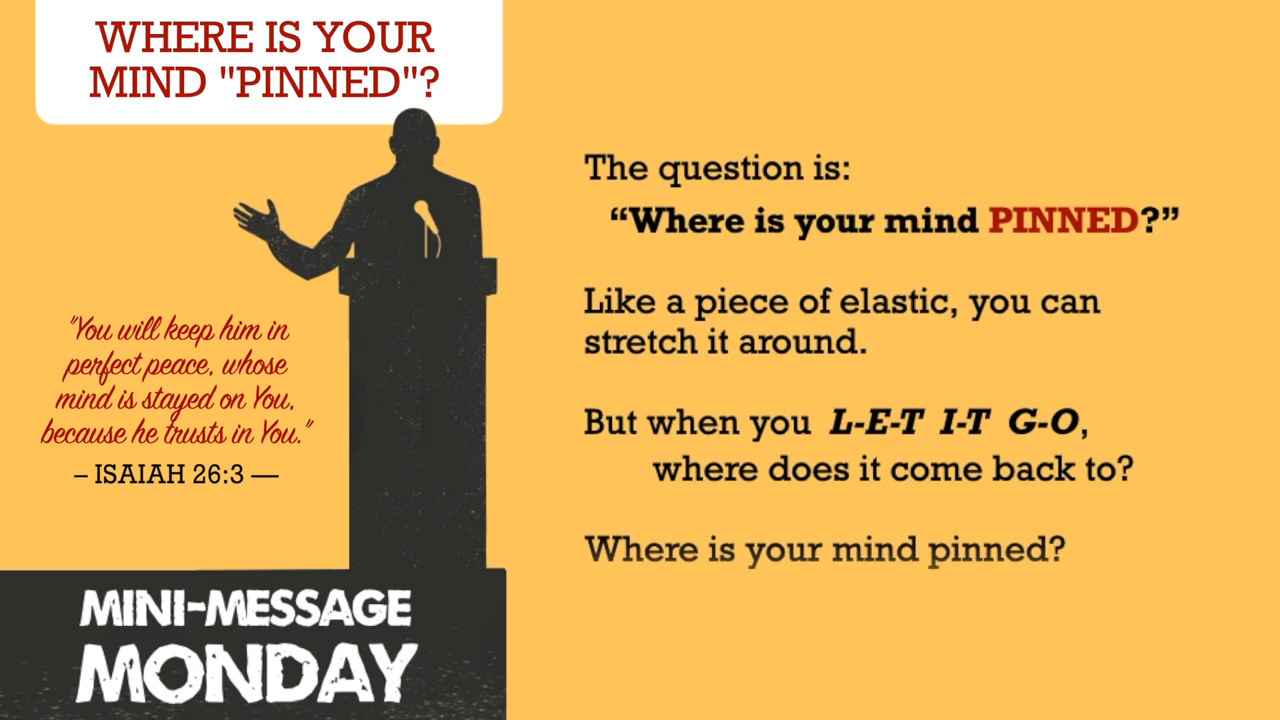 WHERE IS YOUR
MIND "PINNED"?
"You will keep him in
perfect peace, whose
mind is stayed on You,
because he trusts in You."
– ISAIAH 26:3 —
MINI-MESSAGE
MONDAY
The question is:
“Where is your mind PINNED?”
Like a piece of elastic, you can
stretch it around.
But when you L-E-T I-T G-O,
where does it come back to?
Where is your mind pinned?